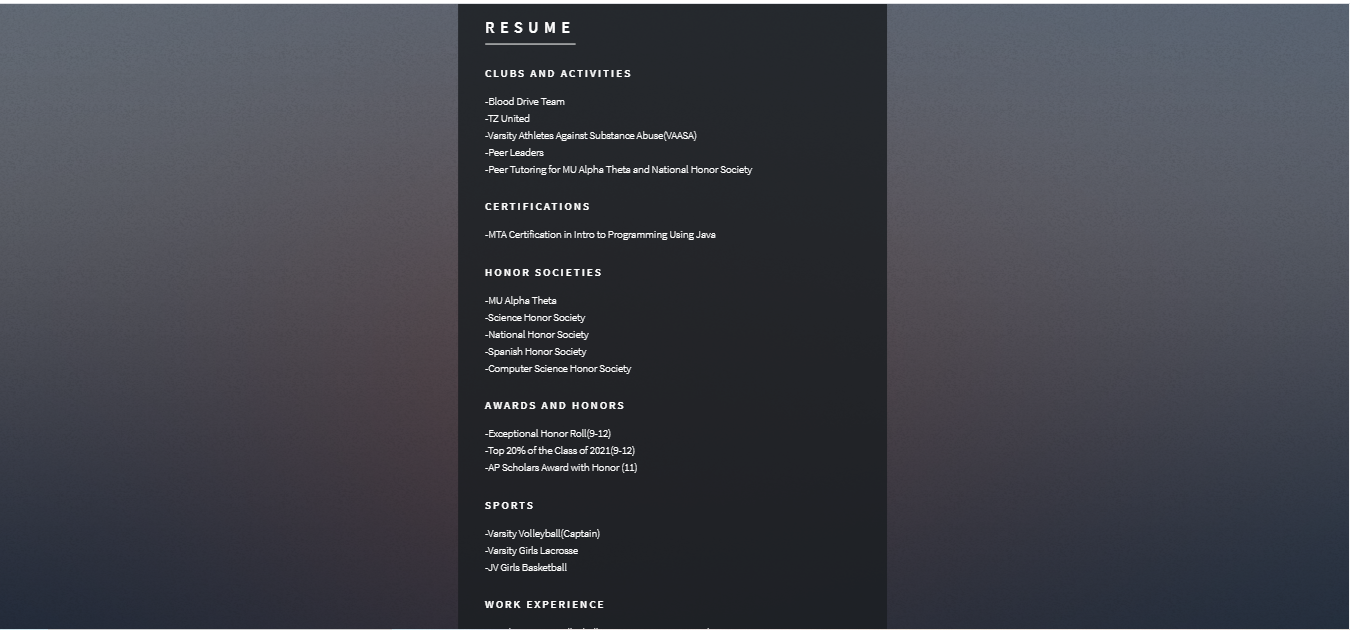 RESUME
CLUBS AND ACTIVITIES
-Blood Drive Team
-TZ United
-Varsity Athletes Against Substance Abuse(VAASA)
-Peer Leaders
-Peer Tutoring for MU Alpha Theta and National Honor Society
CERTIFICATIONS
-MTA Certification in Intro to Programming Using Java
HONOR SOCIETIES
-MU Alpha Theta
-Science Honor Society
-National Honor Society
-Spanish Honor Society
-Computer Science Honor Society
AWARDS AND HONORS
-Exceptional Honor Roll(9-12)
-Top 20% of the Class of 2021(9-12)
-AP Scholars Award with Honor (11)
SPORTS
-Varsity Volleyball(Captain)
-Varsity Girls Lacrosse
-JV Girls Basketball
WORK EXPERIENCE